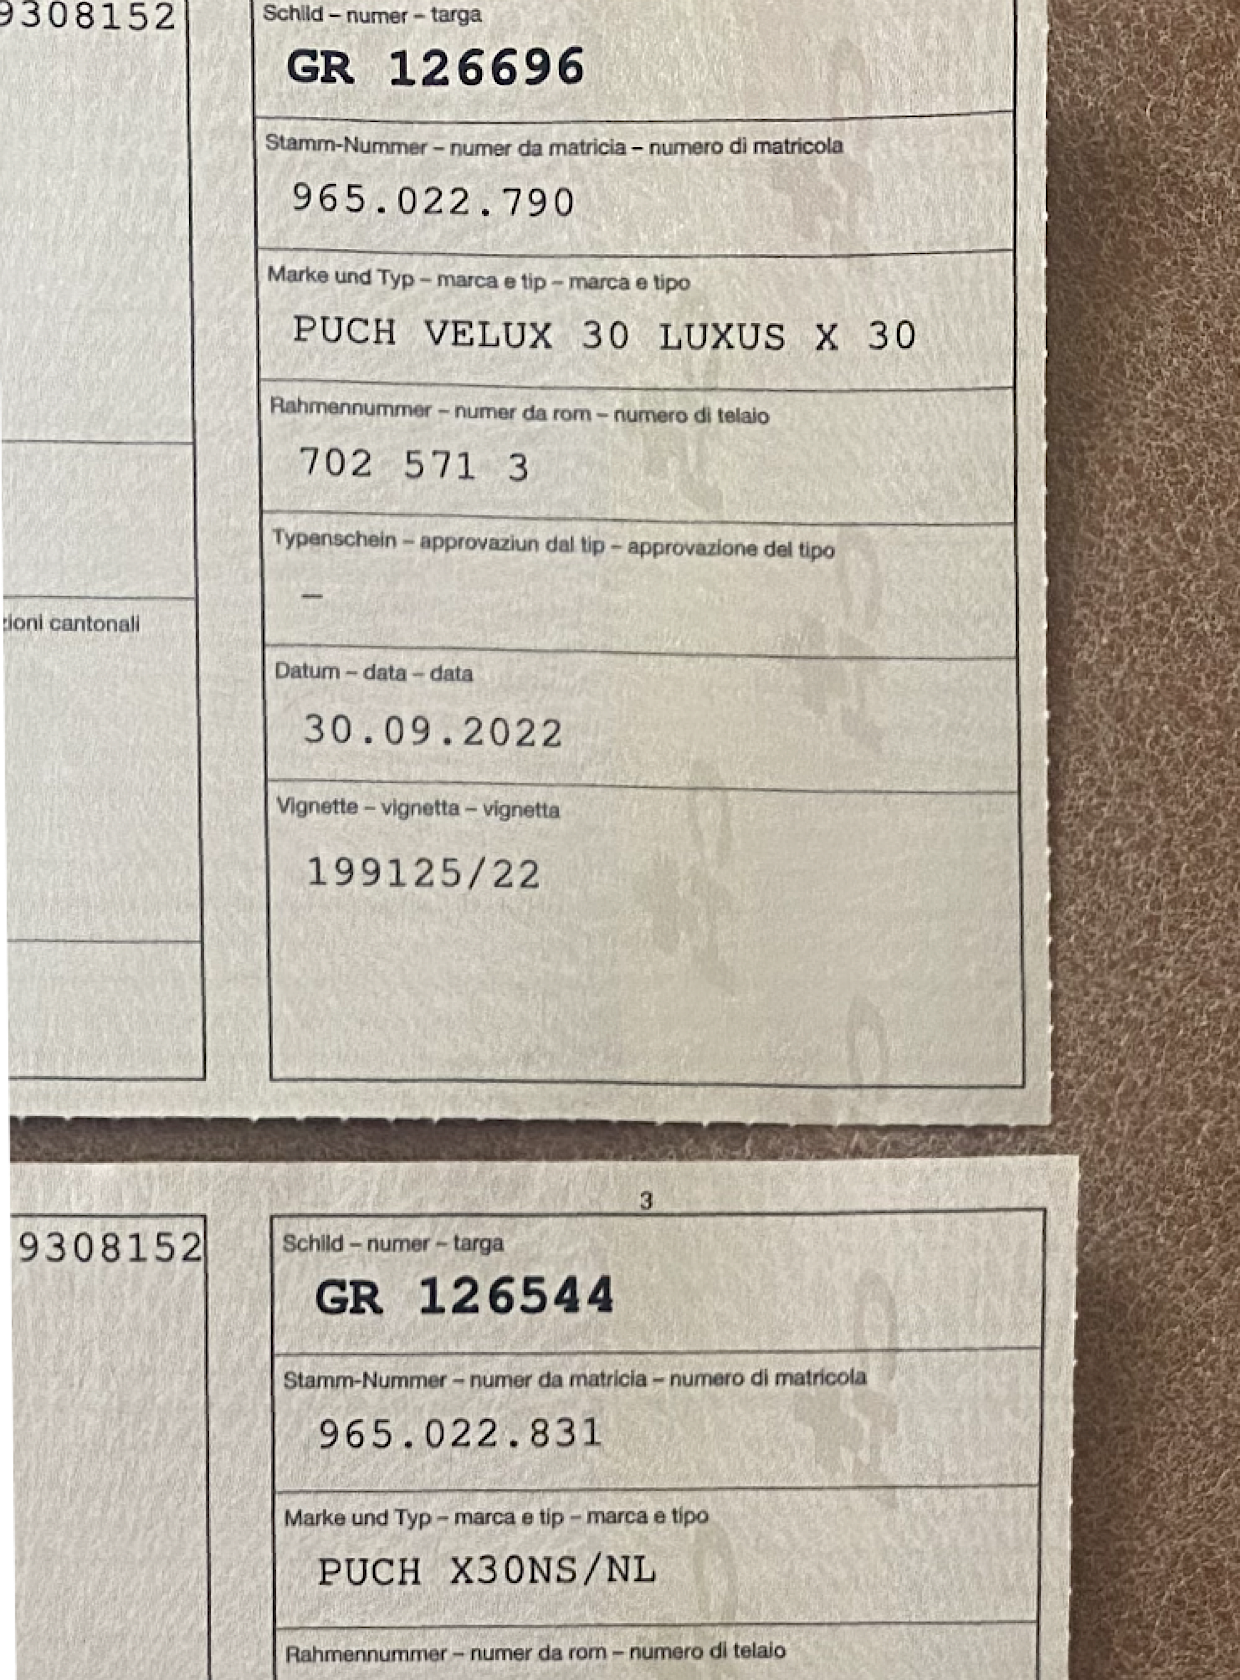 9308152
Schild – numer – targa
GR 126696
Stamm-Nummer – numer da matricia – numero di matricola
965.022.790
Marke und Typ – marca e tip – marca e tipo
PUCH VELUX 30 LUXUS X 30
Rahmennummer – numer da rom – numero di telaio
702 571 3
Typenschein – approvaziun dal tip – approvazione del tipo
–
zioni cantonali
Datum – data – data
30.09.2022
Vignette – vignetta – vignetta
199125/22
3
9308152
Schild – numer – targa
GR 126544
Stamm-Nummer – numer da matricia – numero di matricola
965.022.831
Marke und Typ – marca e tip – marca e tipo
PUCH X30NS/NL
Rahmennummer – numer da rom – numero di telaio